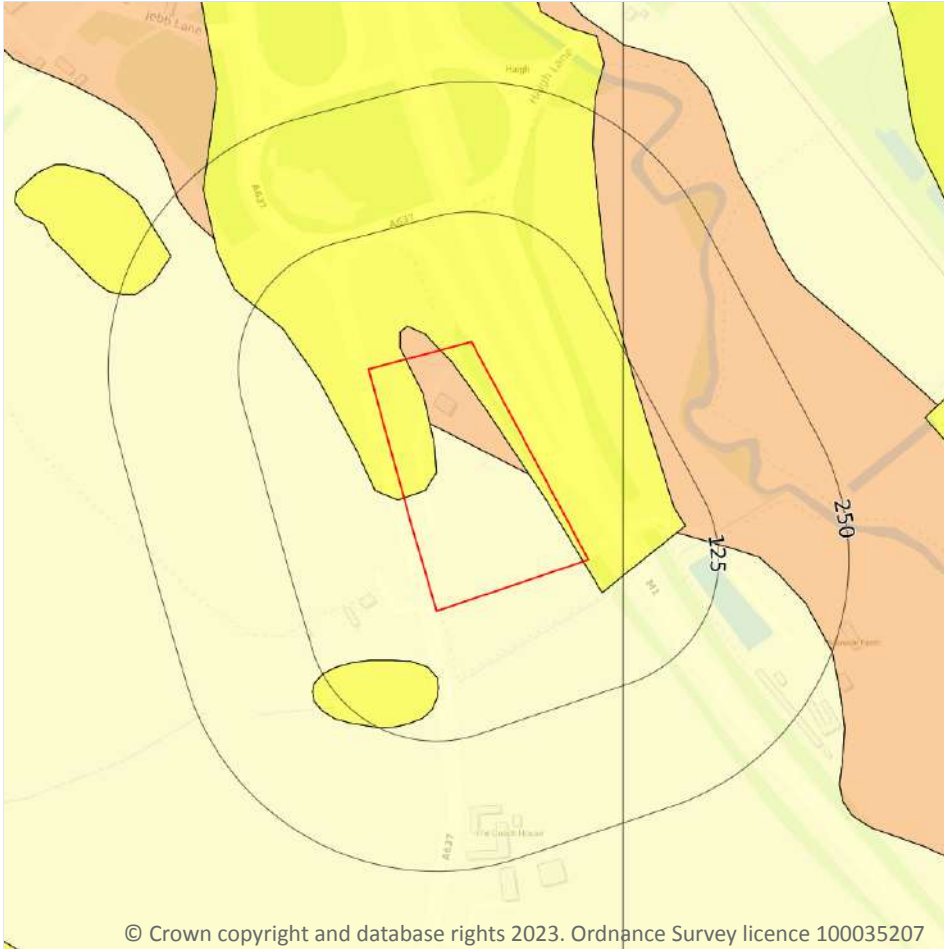 Jebb Lane
Haigh
Haigh Lane
A637
A637
250
125
M1
The Coach House
A637
© Crown copyright and database rights 2023. Ordnance Survey licence 100035207